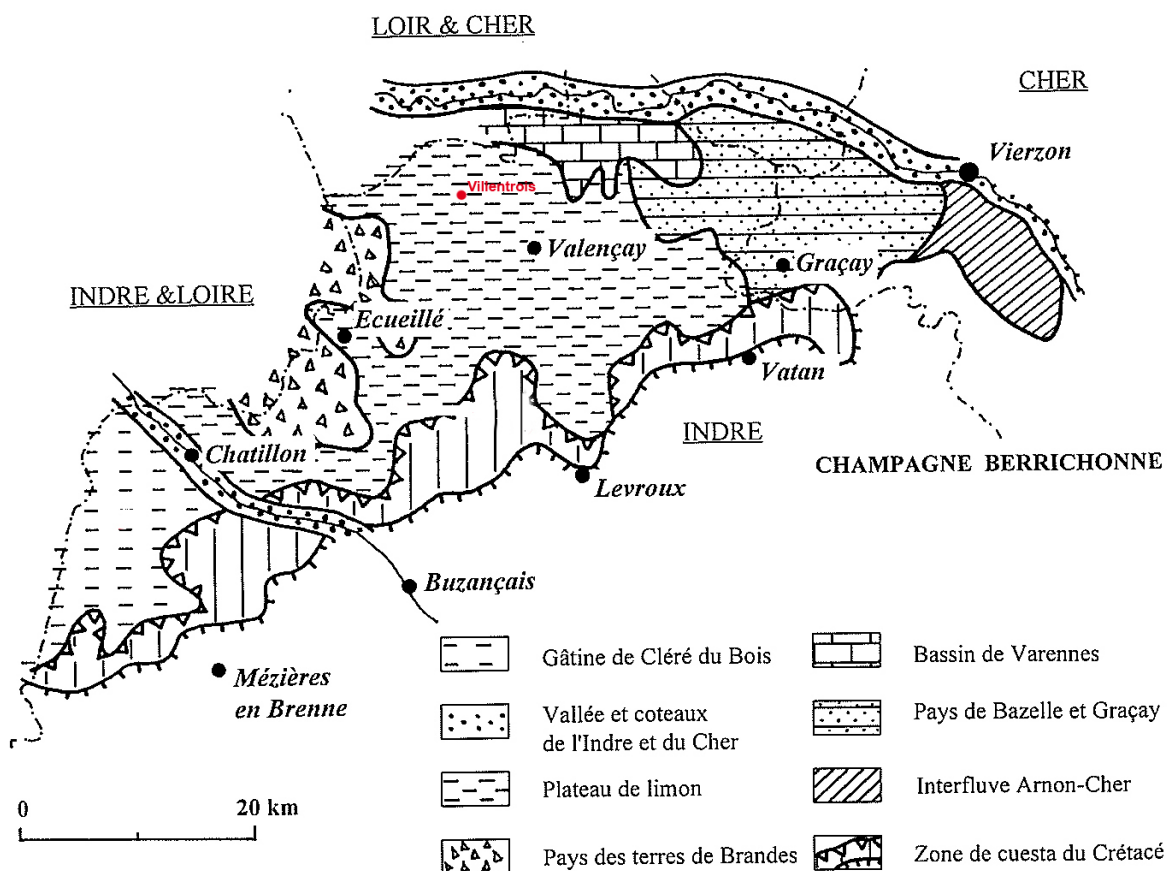 LOIR & CHER
CHER
Vierzon
Villentrois
Valençay
Graçay
INDRE &LOIRE
Ecueillé
Vatan
INDRE
Chatillon
CHAMPAGNE BERRICHONNE
Levroux
Buzançais
Mézières
en Brenne
Gâtine de Cléré du Bois
Vallée et coteaux
de l'Indre et du Cher
Plateau de limon
Pays des terres de Brandes
Bassin de Varennes
Pays de Bazelle et Graçay
Interfluve Arnon-Cher
Zone de cuesta du Crétacé
0 20 km